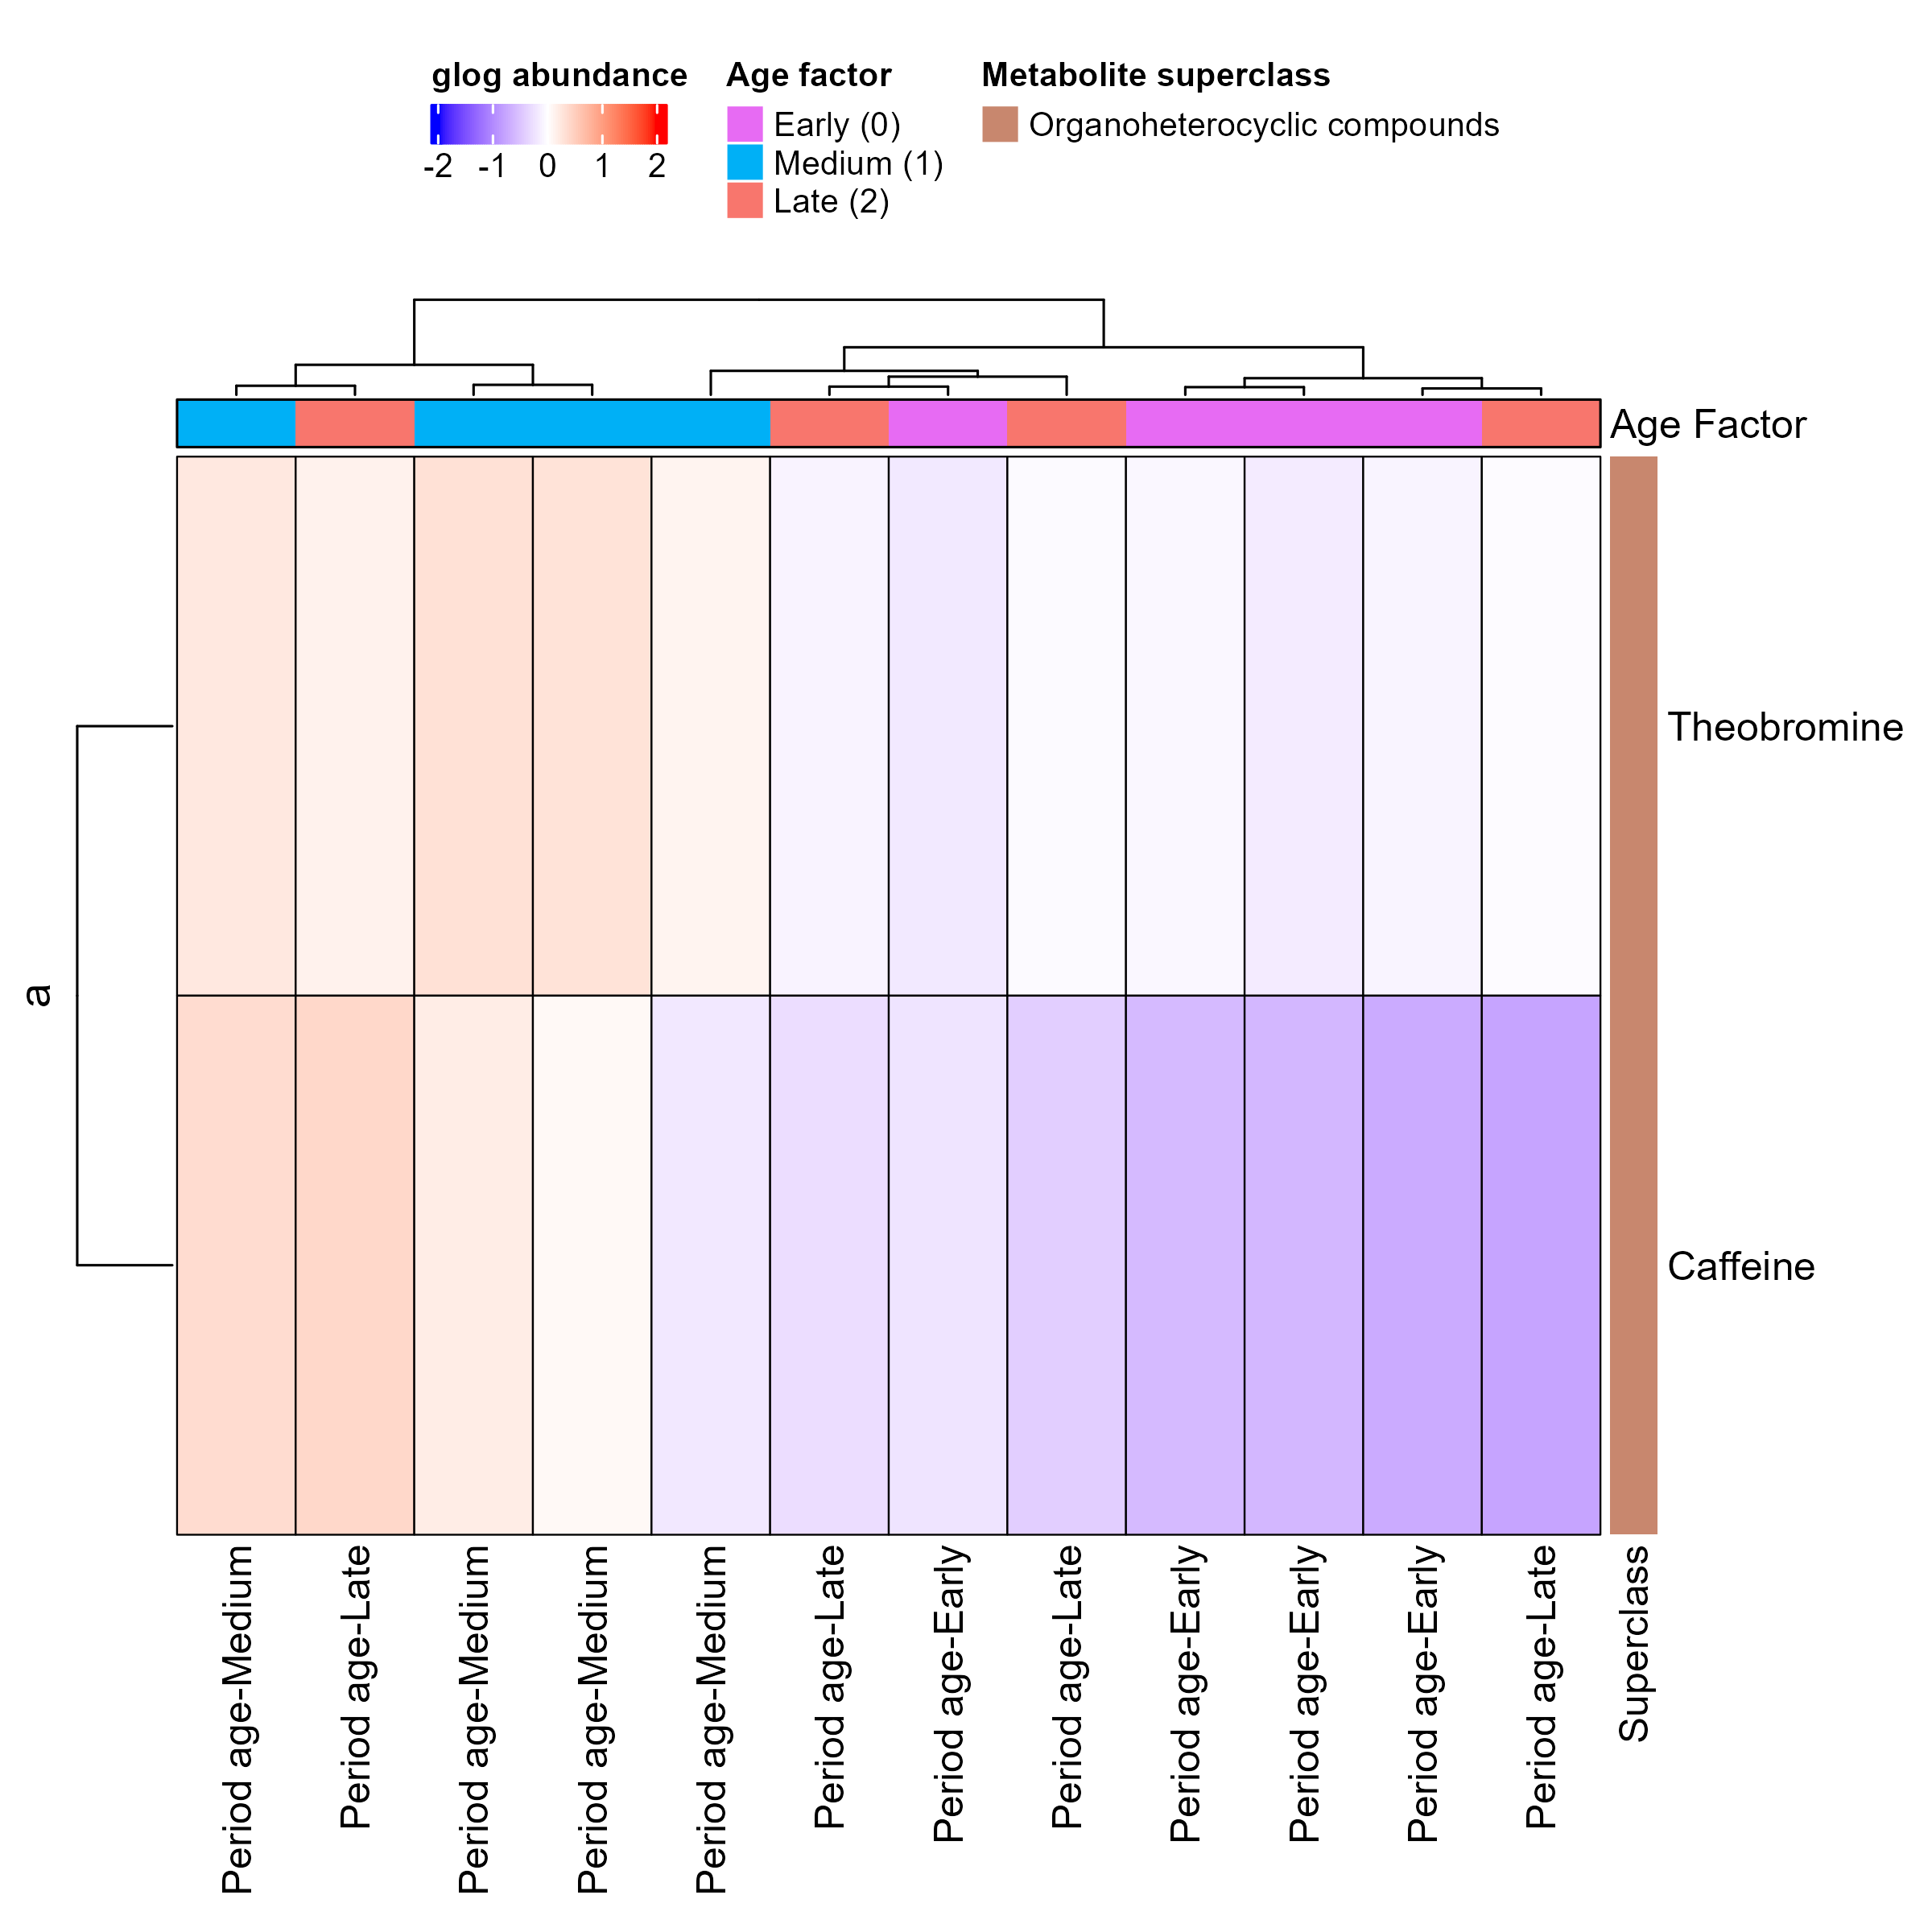 glog abundance
-2 -1 0 1 2
Age factor
Early (0)
Medium (1)
Late (2)
Metabolite superclass
Organoheterocyclic compounds
Age Factor
Theobromine
a
Caffeine
Period age-Medium
Period age-Late
Period age-Medium
Period age-Medium
Period age-Medium
Period age-Late
Period age-Early
Period age-Late
Period age-Early
Period age-Early
Period age-Early
Period age-Late
Superclass